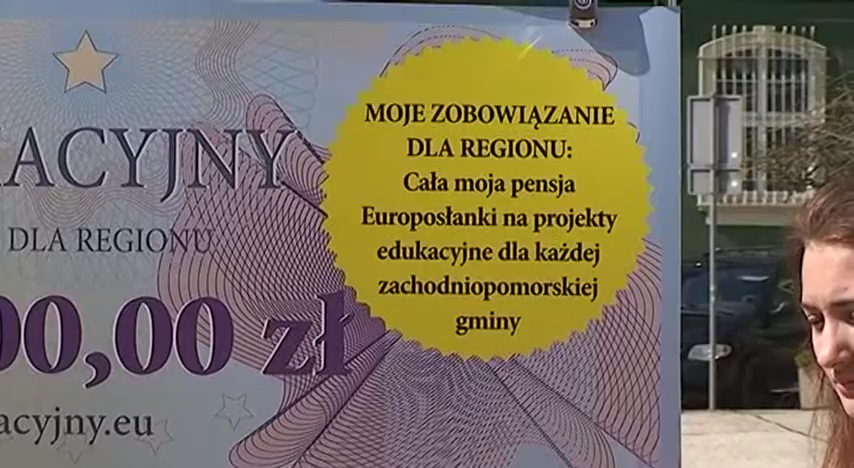 ACYJNY
DLA REGIONU
00,00 zł
acyjny.eu
MOJE ZOBOWIĄZANIE
DLA REGIONU:
Cała moja pensja
Europosłanki na projekty
edukacyjne dla każdej
zachodniopomorskiej
gminy